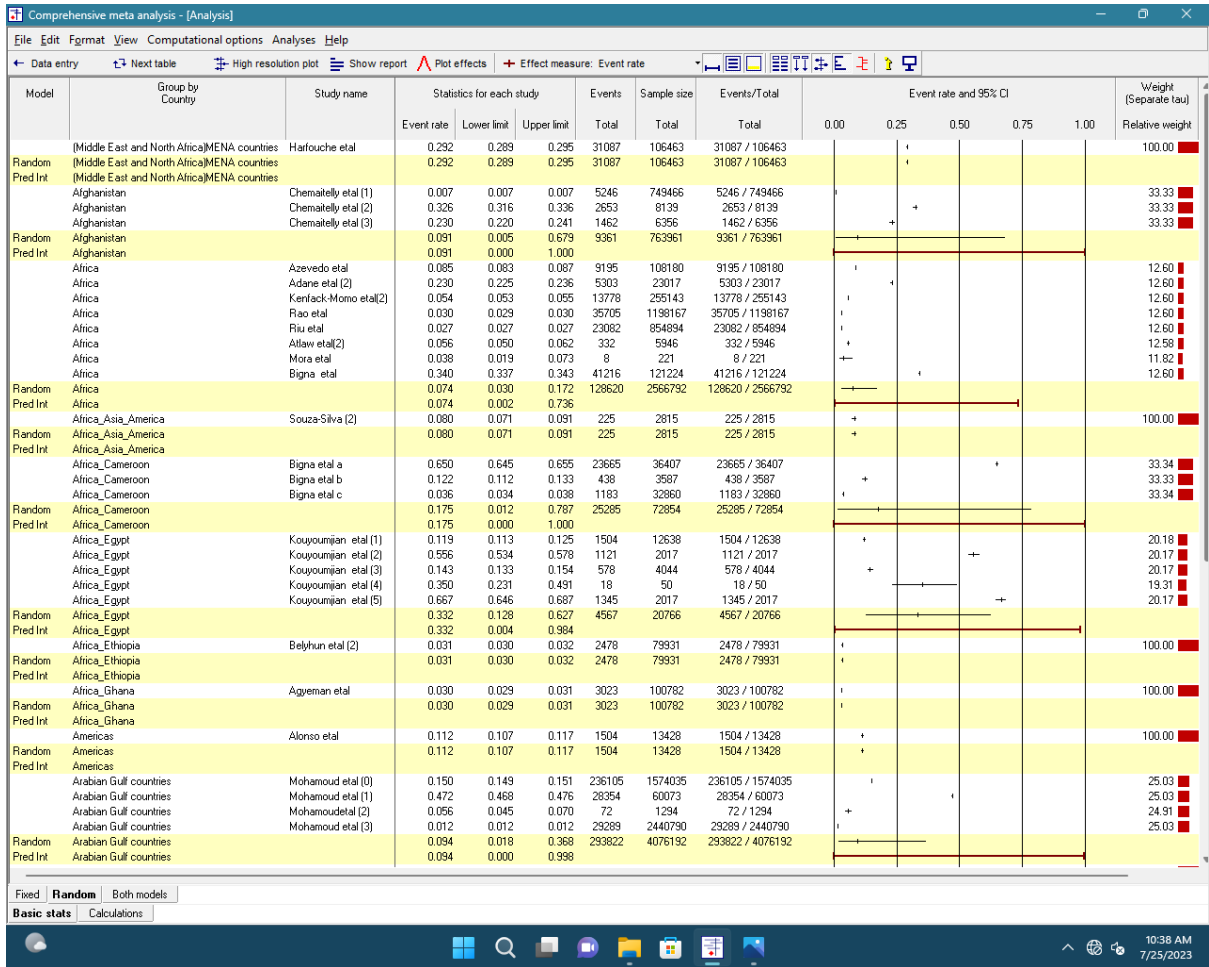 Comprehensive meta analysis - [Analysis]
File Edit Format View Computational options Analyses Help
Data entry Next table High resolution plot Show report Plot effects Effect measure: Event rate
Model Group by Country Study name Statistics for each study Events Sample size Events/Total Event rate and 95% CI Weight (Separate tau)
Event rate Lower limit Upper limit Total Total Total 0.00 0.25 0.50 0.75 1.00 Relative weight
(Middle East and North Africa)MENA countries Harfouche etal 0.292 0.289 0.295 31087 106463 31087 / 106463 100.00
Random (Middle East and North Africa)MENA countries 0.292 0.289 0.295 31087 106463 31087 / 106463
Pred Int (Middle East and North Africa)MENA countries
Afghanistan Chemaitelly etal (1) 0.007 0.007 0.007 5246 749466 5246 / 749466 33.33
Afghanistan Chemaitelly etal (2) 0.326 0.316 0.336 2653 8139 2653 / 8139 33.33
Afghanistan Chemaitelly etal (3) 0.230 0.220 0.241 1462 6356 1462 / 6356 33.33
Random Afghanistan 0.091 0.005 0.679 9361 763961 9361 / 763961
Pred Int Afghanistan 0.091 0.000 1.000
Africa Azevedo etal 0.085 0.083 0.087 9195 108180 9195 / 108180 12.60
Africa Adane etal (2) 0.230 0.225 0.236 5303 23017 5303 / 23017 12.60
Africa Kenfack-Momo etal(2) 0.054 0.053 0.055 13778 255143 13778 / 255143 12.60
Africa Rao etal 0.030 0.029 0.030 35705 1198167 35705 / 1198167 12.60
Africa Riu etal 0.027 0.027 0.027 23082 854894 23082 / 854894 12.60
Africa Atlaw etal(2) 0.056 0.050 0.062 332 5946 332 / 5946 12.58
Africa Mora etal 0.038 0.019 0.073 8 221 8 / 221 11.82
Africa Bigna etal 0.340 0.337 0.343 41216 121224 41216 / 121224 12.60
Random Africa 0.074 0.030 0.172 128620 2566792 128620 / 2566792
Pred Int Africa 0.074 0.002 0.736
Africa_Asia_America Souza-Silva (2) 0.080 0.071 0.091 225 2815 225 / 2815 100.00
Random Africa_Asia_America 0.080 0.071 0.091 225 2815 225 / 2815
Pred Int Africa_Asia_America
Africa_Cameroon Bigna etal a 0.650 0.645 0.655 23665 36407 23665 / 36407 33.34
Africa_Cameroon Bigna etal b 0.122 0.112 0.133 438 3587 438 / 3587 33.33
Africa_Cameroon Bigna etal c 0.036 0.034 0.038 1183 32860 1183 / 32860 33.34
Random Africa_Cameroon 0.175 0.012 0.787 25285 72854 25285 / 72854
Pred Int Africa_Cameroon 0.175 0.000 1.000
Africa_Egypt Kouyoumjian etal (1) 0.119 0.113 0.125 1504 12638 1504 / 12638 20.18
Africa_Egypt Kouyoumjian etal (2) 0.556 0.534 0.578 1121 2017 1121 / 2017 20.17
Africa_Egypt Kouyoumjian etal (3) 0.143 0.133 0.154 578 4044 578 / 4044 20.17
Africa_Egypt Kouyoumjian etal (4) 0.350 0.231 0.491 18 50 18 / 50 19.31
Africa_Egypt Kouyoumjian etal (5) 0.667 0.646 0.687 1345 2017 1345 / 2017 20.17
Random Africa_Egypt 0.332 0.128 0.627 4567 20766 4567 / 20766
Pred Int Africa_Egypt 0.332 0.004 0.984
Africa_Ethiopia Belyhun etal (2) 0.031 0.030 0.032 2478 79931 2478 / 79931 100.00
Random Africa_Ethiopia 0.031 0.030 0.032 2478 79931 2478 / 79931
Pred Int Africa_Ethiopia
Africa_Ghana Agyeman etal 0.030 0.029 0.031 3023 100782 3023 / 100782 100.00
Random Africa_Ghana 0.030 0.029 0.031 3023 100782 3023 / 100782
Pred Int Africa_Ghana
Americas Alonso etal 0.112 0.107 0.117 1504 13428 1504 / 13428 100.00
Random Americas 0.112 0.107 0.117 1504 13428 1504 / 13428
Pred Int Americas
Arabian Gulf countries Mohamoud etal (0) 0.150 0.149 0.151 236105 1574035 236105 / 1574035 25.03
Arabian Gulf countries Mohamoud etal (1) 0.472 0.468 0.476 28354 60073 28354 / 60073 25.03
Arabian Gulf countries Mohamoudetal (2) 0.056 0.045 0.070 72 1294 72 / 1294 24.91
Arabian Gulf countries Mohamoud etal (3) 0.012 0.012 0.012 29289 2440790 29289 / 2440790 25.03
Random Arabian Gulf countries 0.094 0.018 0.368 293822 4076192 293822 / 4076192
Pred Int Arabian Gulf countries 0.094 0.000 0.998
Fixed Random Both models
Basic stats Calculations
10:38 AM
7/25/2023